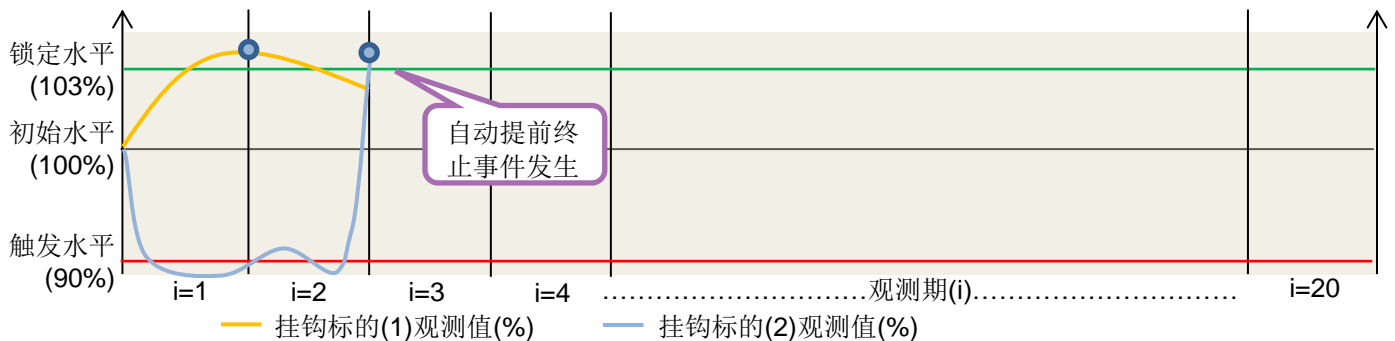 锁定水平
(103%)
初始水平
(100%)
触发水平
(90%)
自动提前终
止事件发生
i=1
i=2
i=3
i=4
…………………………观测期(i)…………………………
i=20
挂钩标的(1)观测值(%)
挂钩标的(2)观测值(%)